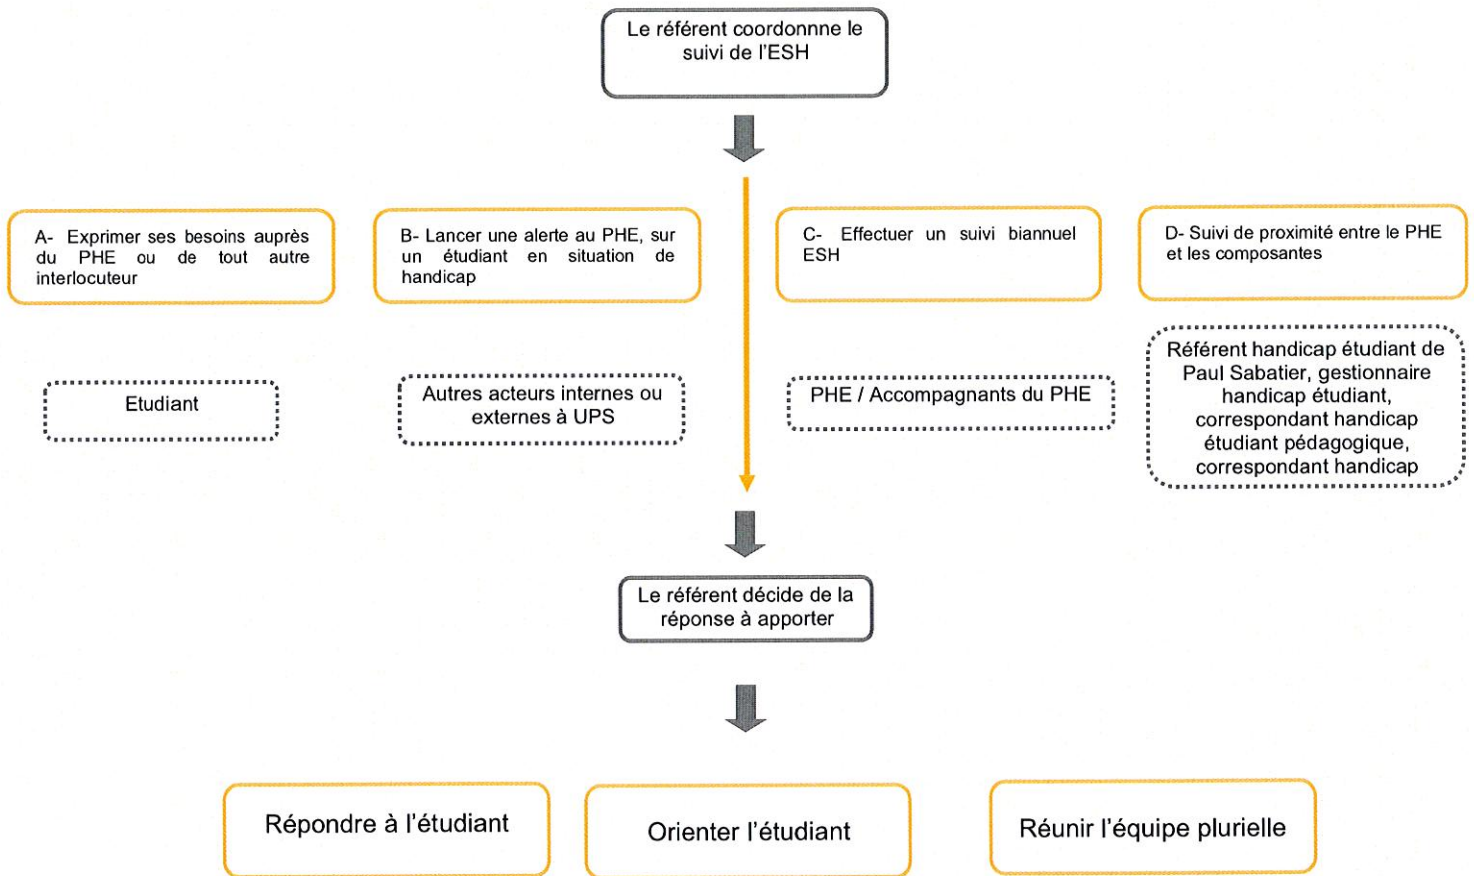 Le référent coordonnne le
suivi de l'ESH
A- Exprimer ses besoins auprès
du PHE ou de tout autre
interlocuteur
B- Lancer une alerte au PHE, sur
un étudiant en situation de
handicap
C- Effectuer un suivi biannuel
ESH
D- Suivi de proximité entre le PHE
et les composantes
Etudiant
Autres acteurs internes ou
externes à UPS
PHE / Accompagnants du PHE
Référent handicap étudiant de
Paul Sabatier, gestionnaire
handicap étudiant,
correspondant handicap
étudiant pédagogique,
correspondant handicap
Le référent décide de la
réponse à apporter
Répondre à l'étudiant
Orienter l'étudiant
Réunir l'équipe plurielle